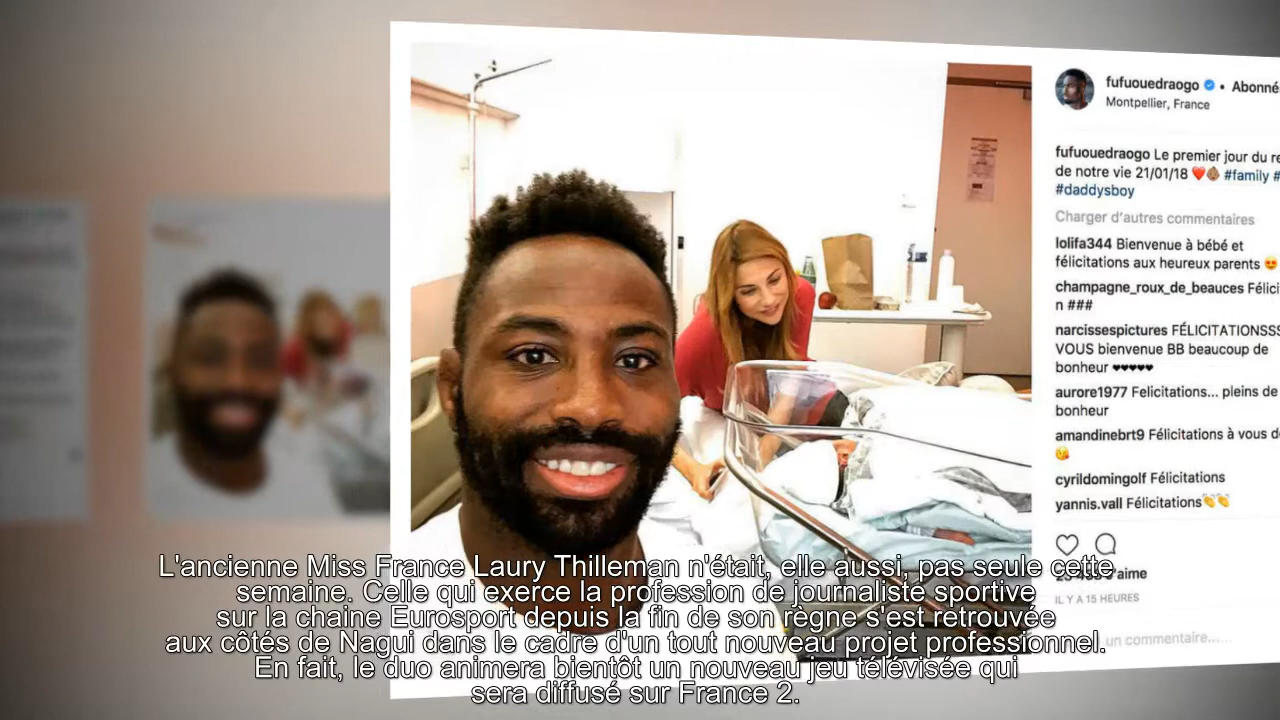 fufuouedraogo • Abonné
Montpellier, France
fufuouedraogo Le premier jour du re
de notre vie 21/01/18 ❤️👶🏽 #family #
#daddysboy
Charger d'autres commentaires
lolifa344 Bienvenue à bébé et
félicitations aux heureux parents 😍
champagne_roux_de_beauces Félici
n ###
narcissepictures FÉLICITATIONSSS
VOUS bienvenue BB beaucoup de
bonheur ♥♥♥♥♥
aurore1977 Felicitations... pleins de
bonheur
amandinebrt9 Félicitations à vous d
😘
cyrildomingolf Félicitations
yannis.vall Félicitations👏👏
J'aime
IL Y A 15 HEURES
un commentaire......
L'ancienne Miss France Laury Thilleman n'était, elle aussi, pas seule cette
semaine. Celle qui exerce la profession de journaliste sportive
sur la chaine Eurosport depuis la fin de son règne s'est retrouvée
aux côtés de Nagui dans le cadre d'un tout nouveau projet professionnel.
En fait, le duo animera bientôt un nouveau jeu télévisée qui
sera diffusé sur France 2.